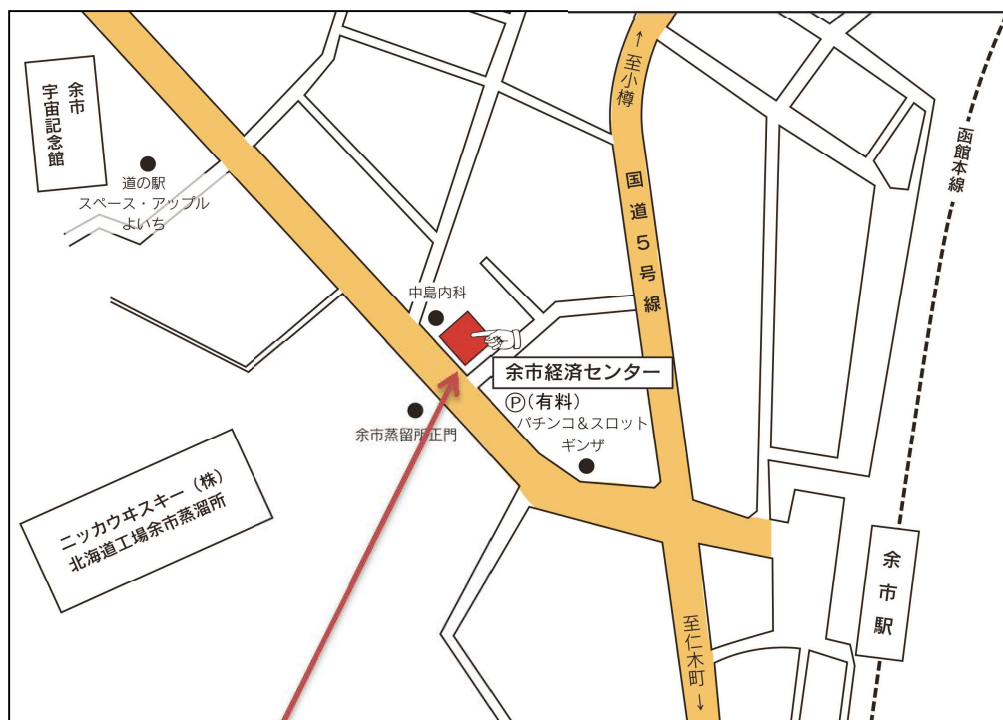 余市
宇宙記念館
道の駅
スペース・アップル
よいち
↑至小樽
国道5号線
函館本線
中島内科
余市経済センター
Ⓟ(有料)
パチンコ&スロット
ギンザ
余市蒸留所正門
ニッカウヰスキー(株)
北海道工場余市蒸溜所
余市駅
至仁木町↓